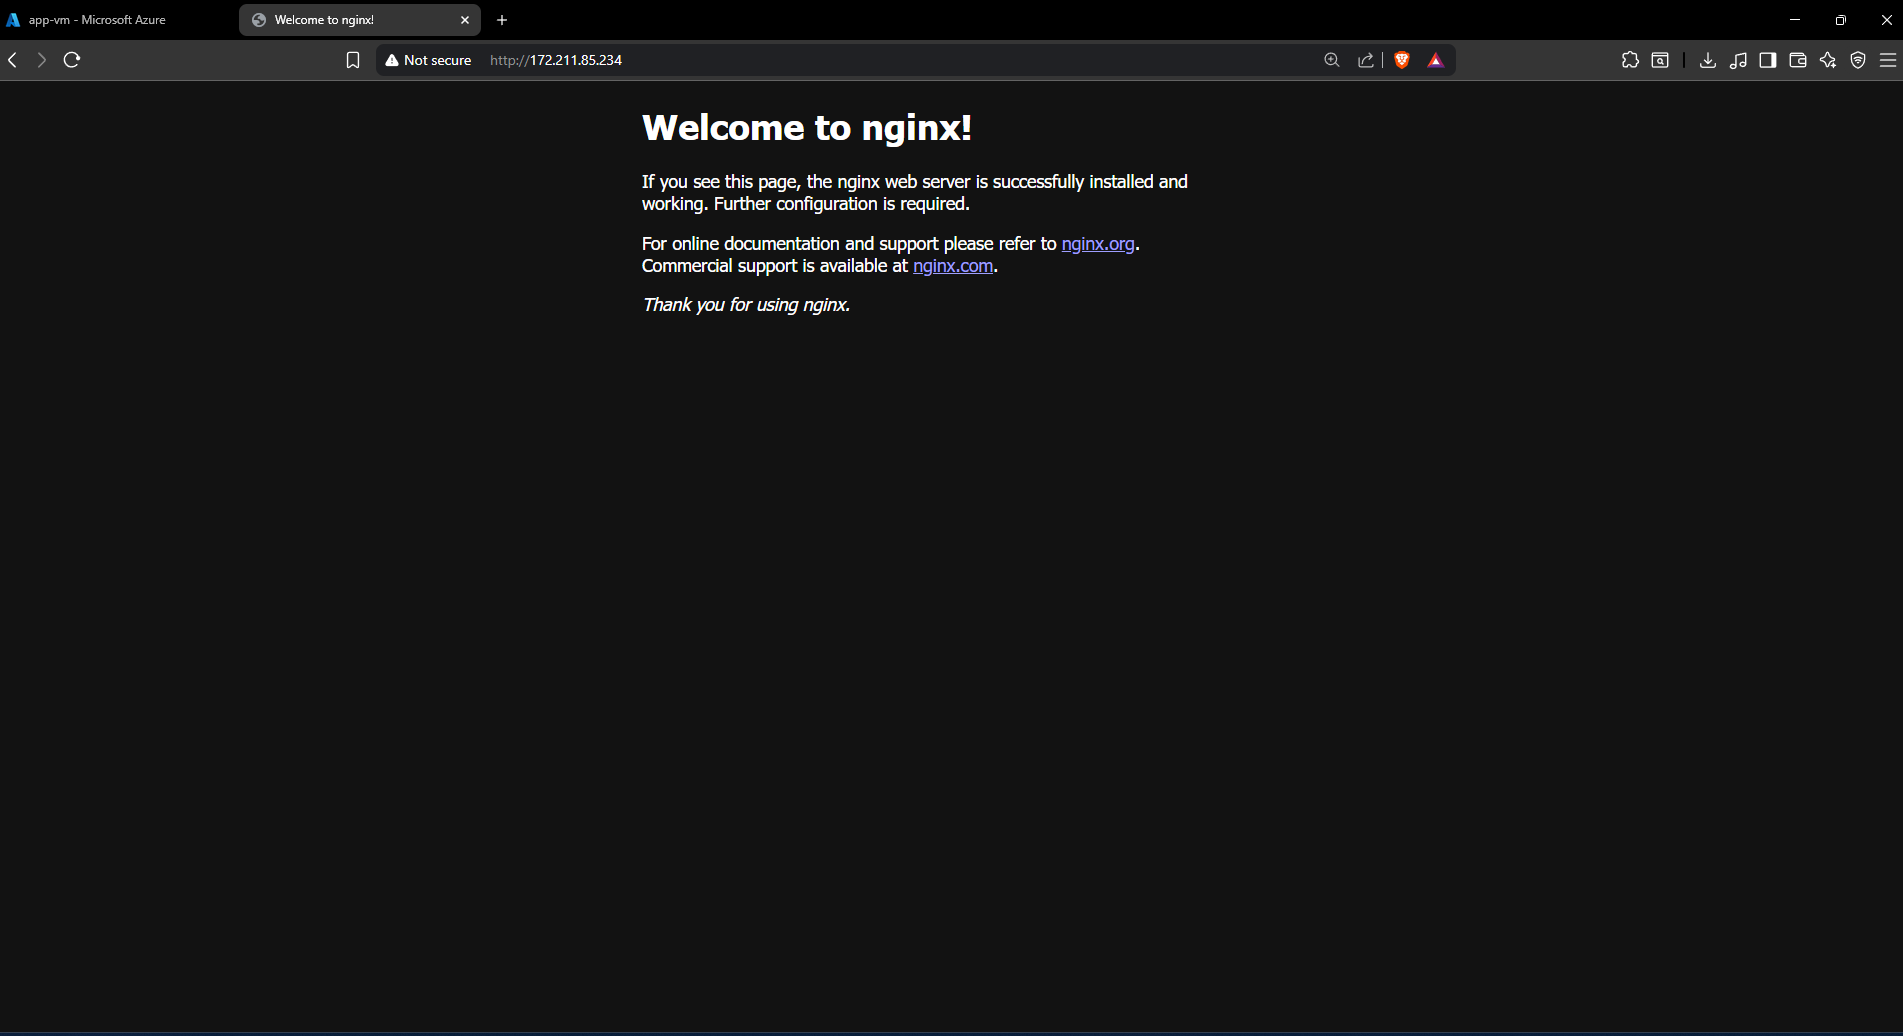 app-vm - Microsoft Azure
Welcome to nginx!
Not secure
http://172.211.85.234
Welcome to nginx!
If you see this page, the nginx web server is successfully installed and
working. Further configuration is required.
For online documentation and support please refer to nginx.org.
Commercial support is available at nginx.com.
Thank you for using nginx.